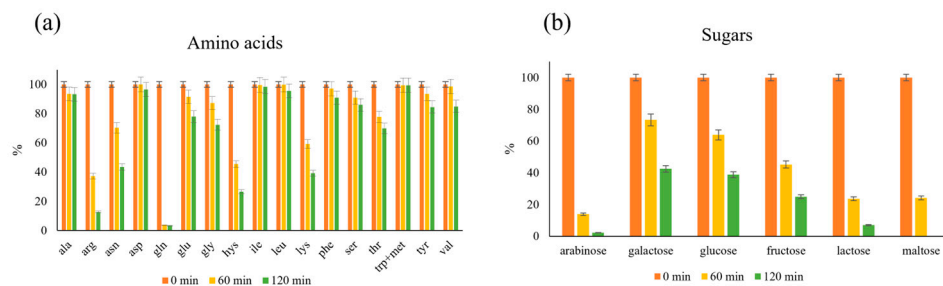 (a)
Amino acids
100
80
60
40
20
0
%
ala arg asn asp gln glu gly hys ile leu lys phe ser thr trp+met tyr val
0 min 60 min 120 min
(b)
Sugars
100
80
60
40
20
0
%
arabinose galactose glucose fructose lactose maltose
0 min 60 min 120 min